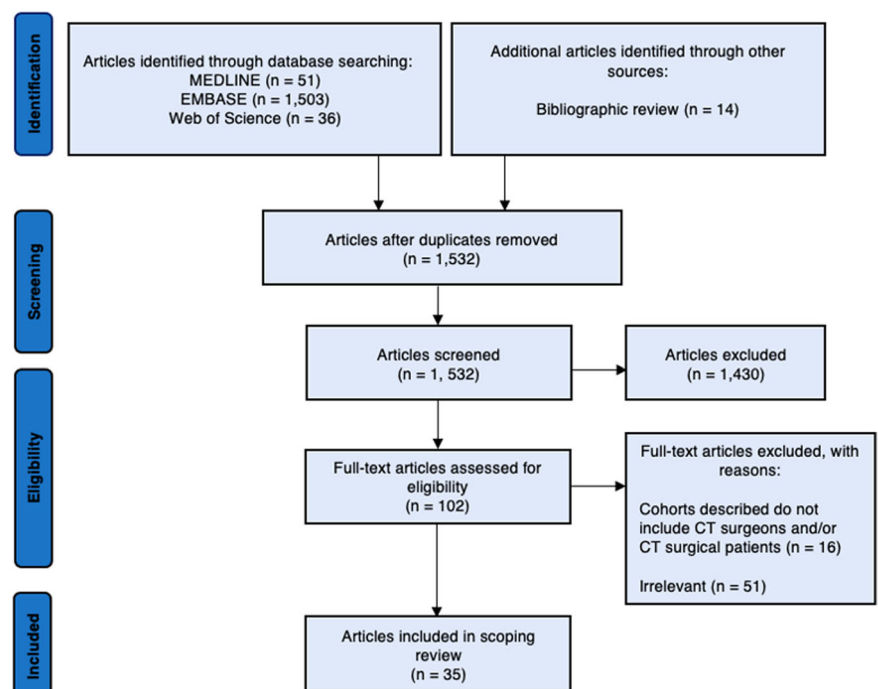 Identification
Articles identified through database searching:
MEDLINE (n = 51)
EMBASE (n = 1,503)
Web of Science (n = 36)
Additional articles identified through other
sources:
Bibliographic review (n = 14)
Screening
Articles after duplicates removed
(n = 1,532)
Articles screened
(n = 1, 532)
Articles excluded
(n = 1,430)
Eligibility
Full-text articles assessed for
eligibility
(n = 102)
Full-text articles excluded, with
reasons:
Cohorts described do not
include CT surgeons and/or
CT surgical patients (n = 16)
Irrelevant (n = 51)
Included
Articles included in scoping
review
(n = 35)